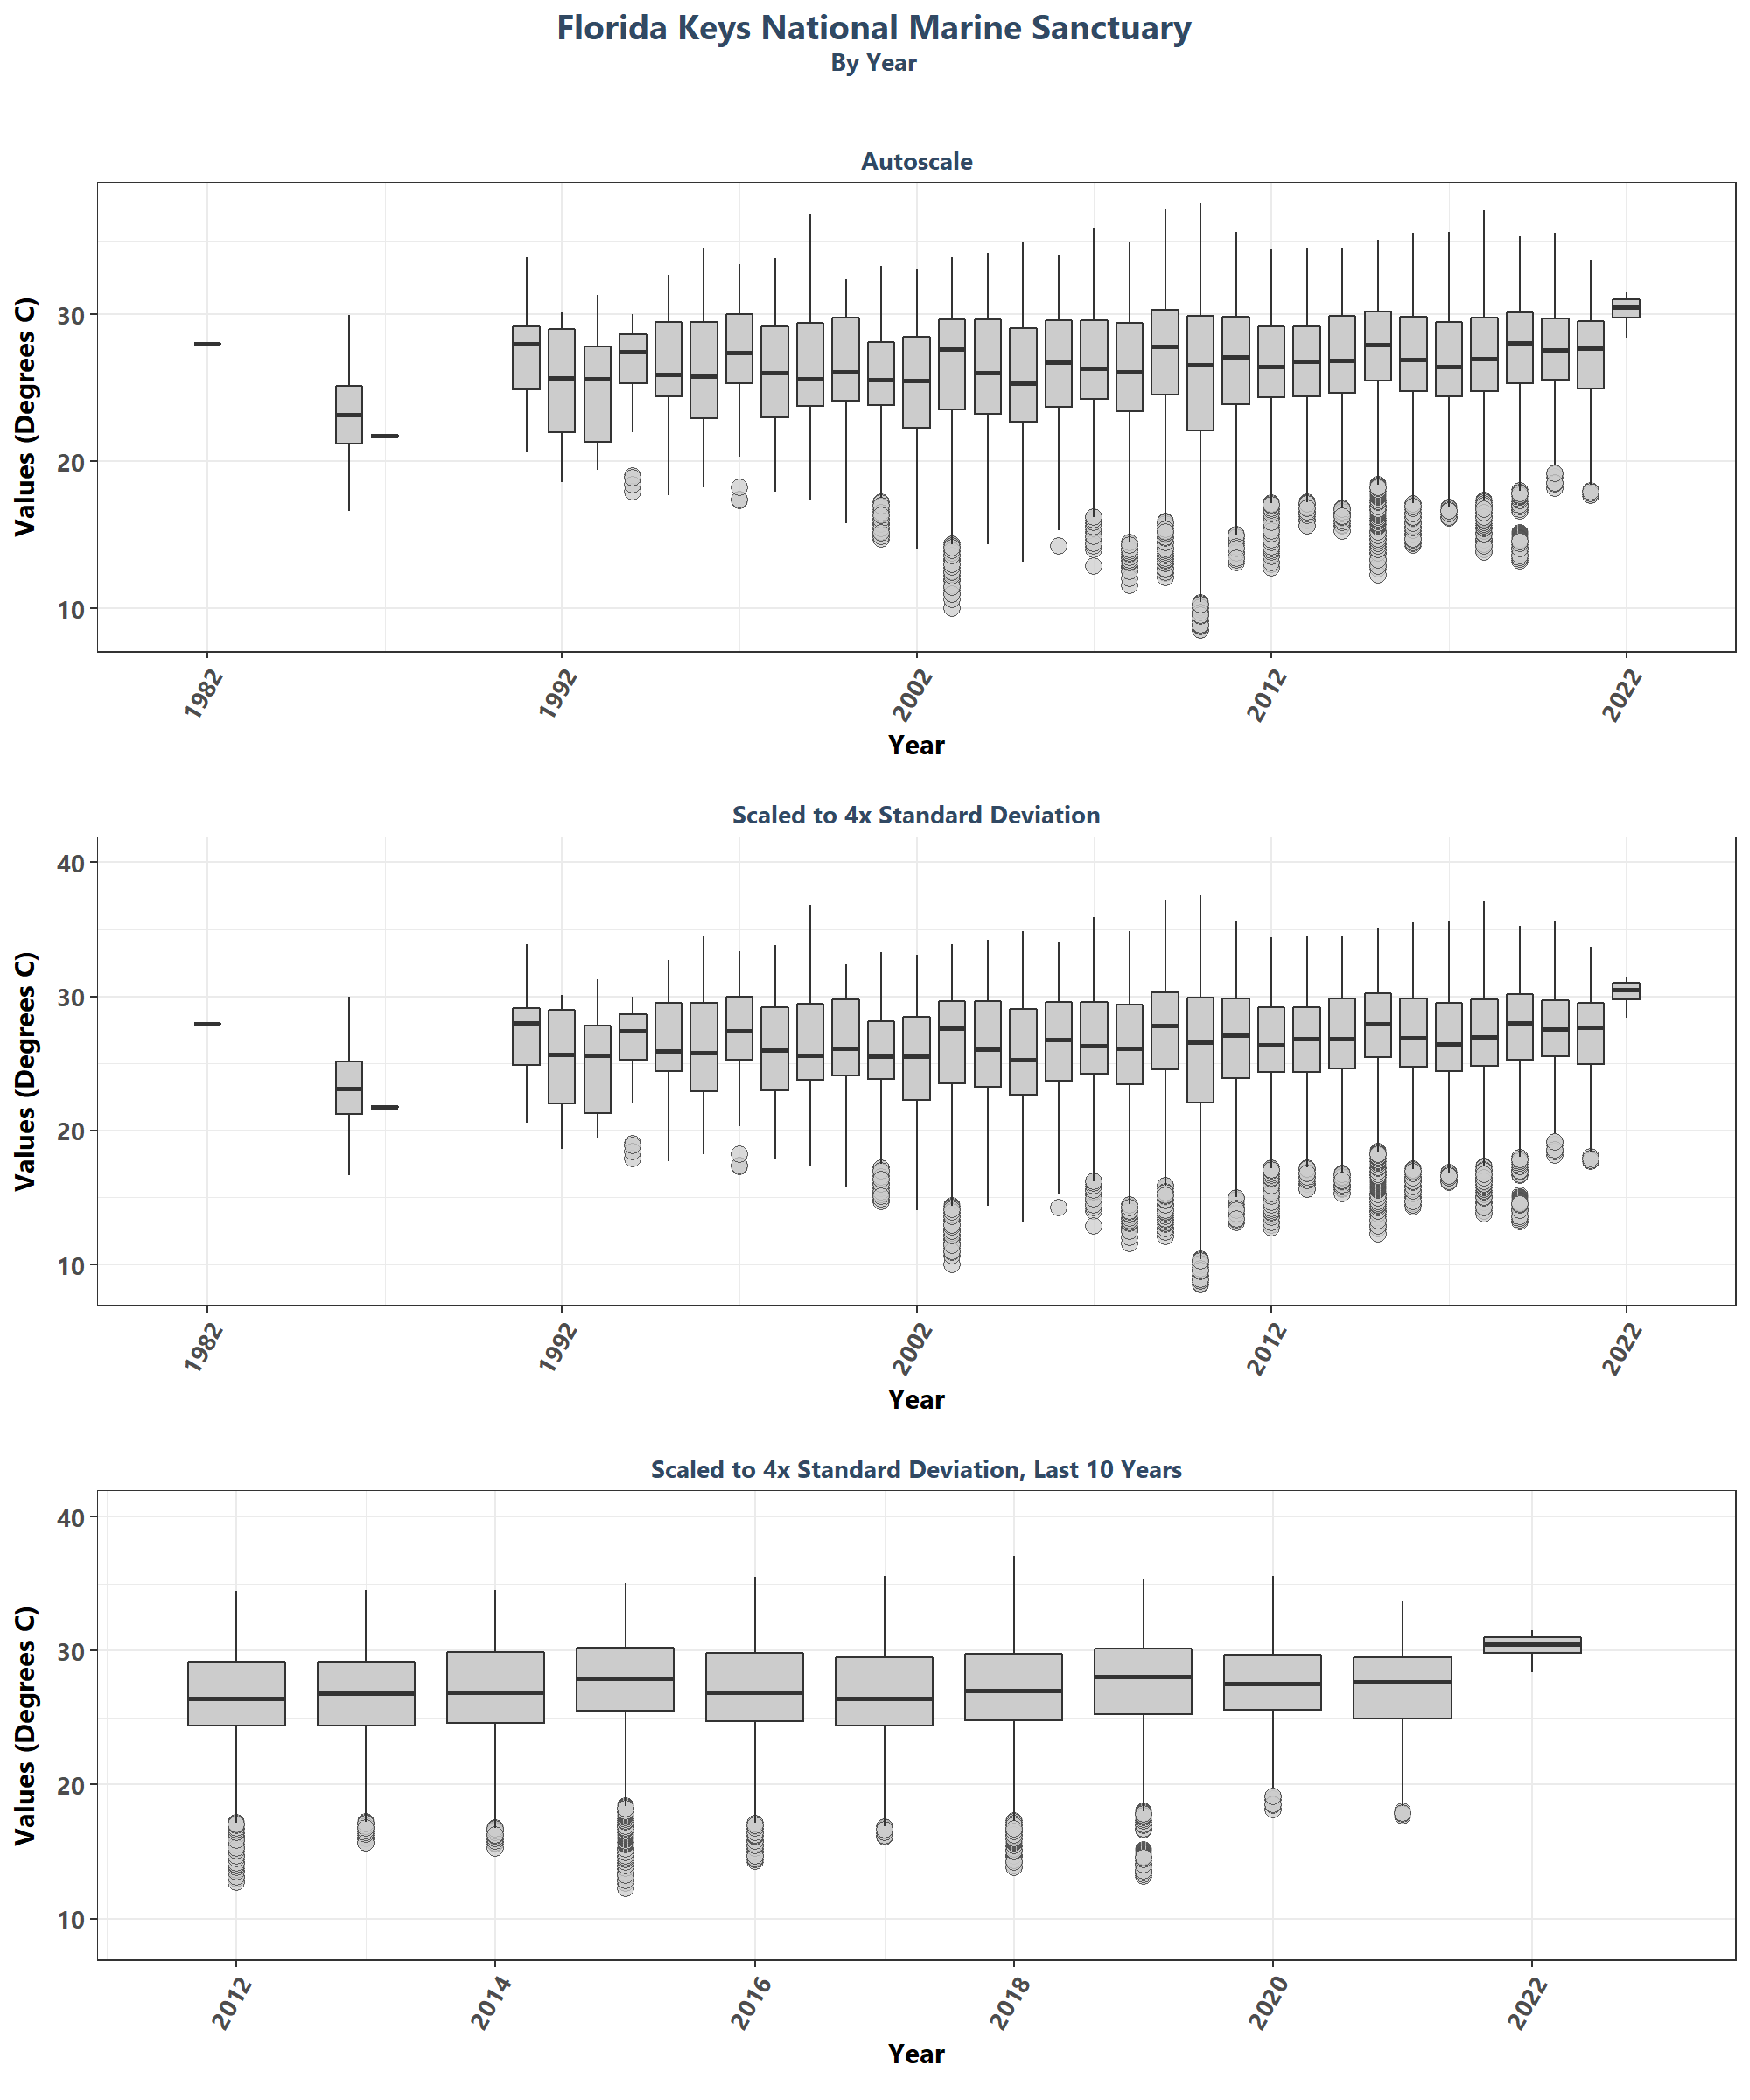 Florida Keys National Marine Sanctuary
By Year
Autoscale
Values (Degrees C)
30
20
10
1982
1992
2002
2012
2022
Year
Scaled to 4x Standard Deviation
Values (Degrees C)
40
30
20
10
1982
1992
2002
2012
2022
Year
Scaled to 4x Standard Deviation, Last 10 Years
Values (Degrees C)
40
30
20
10
2012
2014
2016
2018
2020
2022
Year